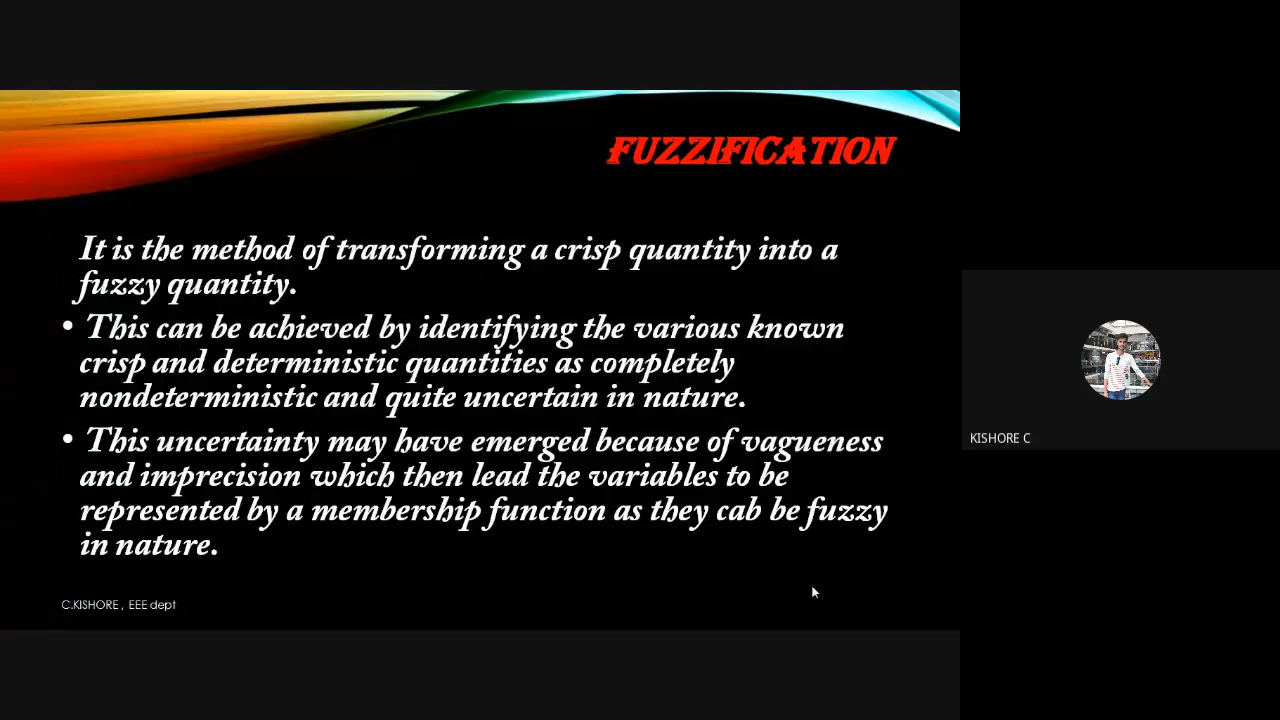 FUZZIFICATION
It is the method of transforming a crisp quantity into a
fuzzy quantity.
• This can be achieved by identifying the various known
crisp and deterministic quantities as completely
nondeterministic and quite uncertain in nature.
• This uncertainty may have emerged because of vagueness
and imprecision which then lead the variables to be
represented by a membership function as they cab be fuzzy
in nature.
C.KISHORE , EEE dept
KISHORE C